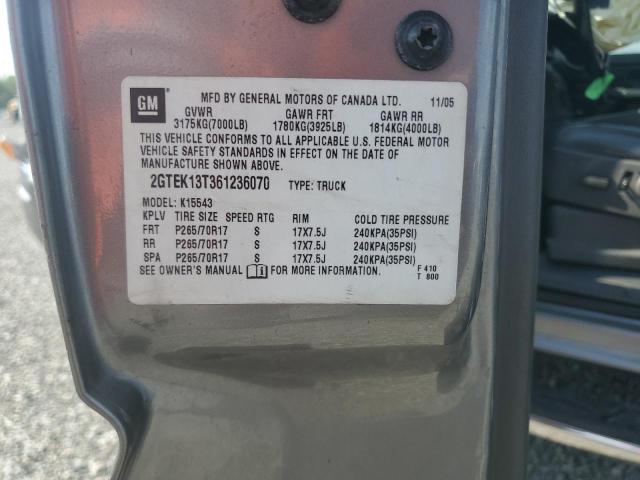 GM
MFD BY GENERAL MOTORS OF CANADA LTD. 11/05
GVWR GAWR FRT GAWR RR
3175KG(7000LB) 1780KG(3925LB) 1814KG(4000LB)
THIS VEHICLE CONFORMS TO ALL APPLICABLE U.S. FEDERAL MOTOR
VEHICLE SAFETY STANDARDS IN EFFECT ON THE DATE OF
MANUFACTURE SHOWN ABOVE.
2GTEK13T361236070 TYPE: TRUCK
MODEL: K15543
KPLV TIRE SIZE SPEED RTG RIM COLD TIRE PRESSURE
FRT P265/70R17 S 17X7.5J 240KPA(35PSI)
RR P265/70R17 S 17X7.5J 240KPA(35PSI)
SPA P265/70R17 S 17X7.5J 240KPA(35PSI)
SEE OWNER'S MANUAL FOR MORE INFORMATION. F 410
T 800